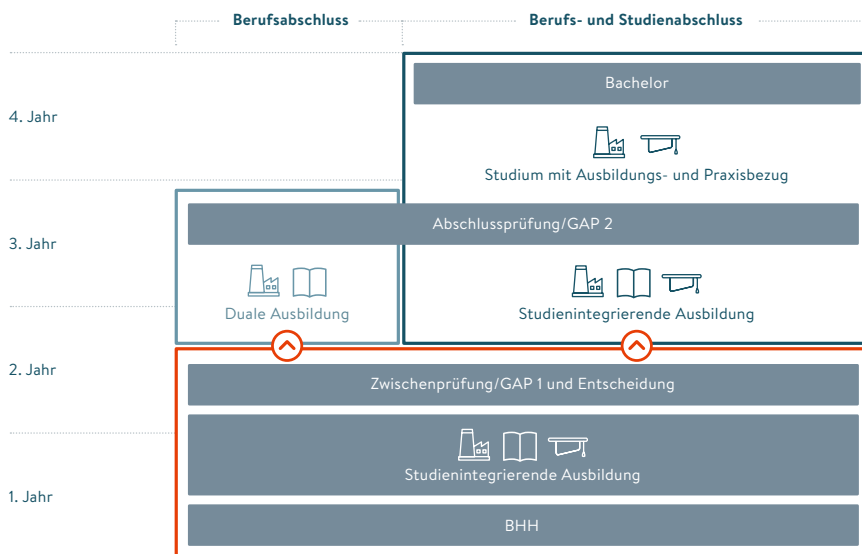 Berufsabschluss
Berufs- und Studienabschluss
Bachelor
4. Jahr
Studium mit Ausbildungs- und Praxisbezug
Abschlussprüfung/GAP 2
3. Jahr
Duale Ausbildung
Studienintegrierende Ausbildung
2. Jahr
Zwischenprüfung/GAP 1 und Entscheidung
Studienintegrierende Ausbildung
1. Jahr
BHH